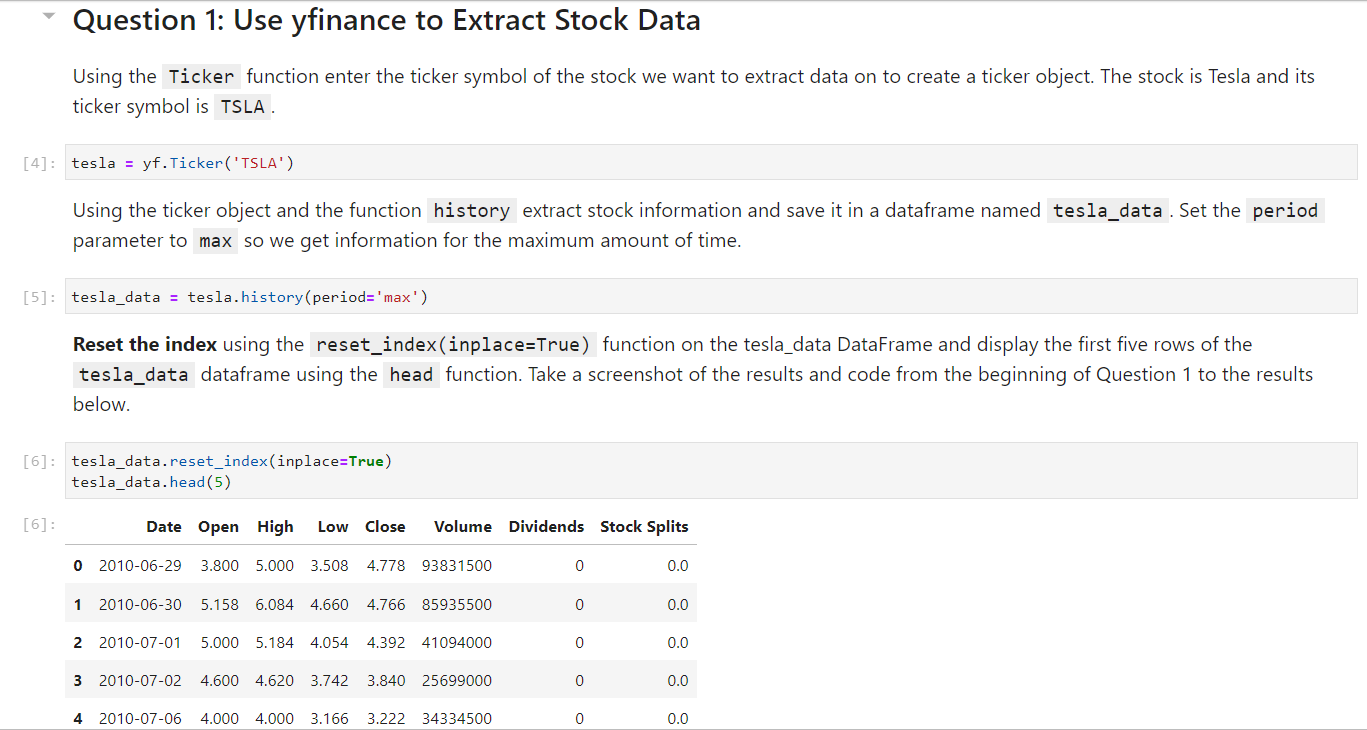 Question 1: Use yfinance to Extract Stock Data
Using the Ticker function enter the ticker symbol of the stock we want to extract data on to create a ticker object. The stock is Tesla and its
ticker symbol is TSLA.
[4]: tesla = yf.Ticker('TSLA')
Using the ticker object and the function history extract stock information and save it in a dataframe named tesla_data. Set the period
parameter to max so we get information for the maximum amount of time.
[5]: tesla_data = tesla.history(period='max')
Reset the index using the reset_index(inplace=True) function on the tesla_data DataFrame and display the first five rows of the
tesla_data dataframe using the head function. Take a screenshot of the results and code from the beginning of Question 1 to the results
below.
[6]: tesla_data.reset_index(inplace=True)
tesla_data.head(5)
[6]: Date Open High Low Close Volume Dividends Stock Splits
0 2010-06-29 3.800 5.000 3.508 4.778 93831500 0 0.0
1 2010-06-30 5.158 6.084 4.660 4.766 85935500 0 0.0
2 2010-07-01 5.000 5.184 4.054 4.392 41094000 0 0.0
3 2010-07-02 4.600 4.620 3.742 3.840 25699000 0 0.0
4 2010-07-06 4.000 4.000 3.166 3.222 34334500 0 0.0